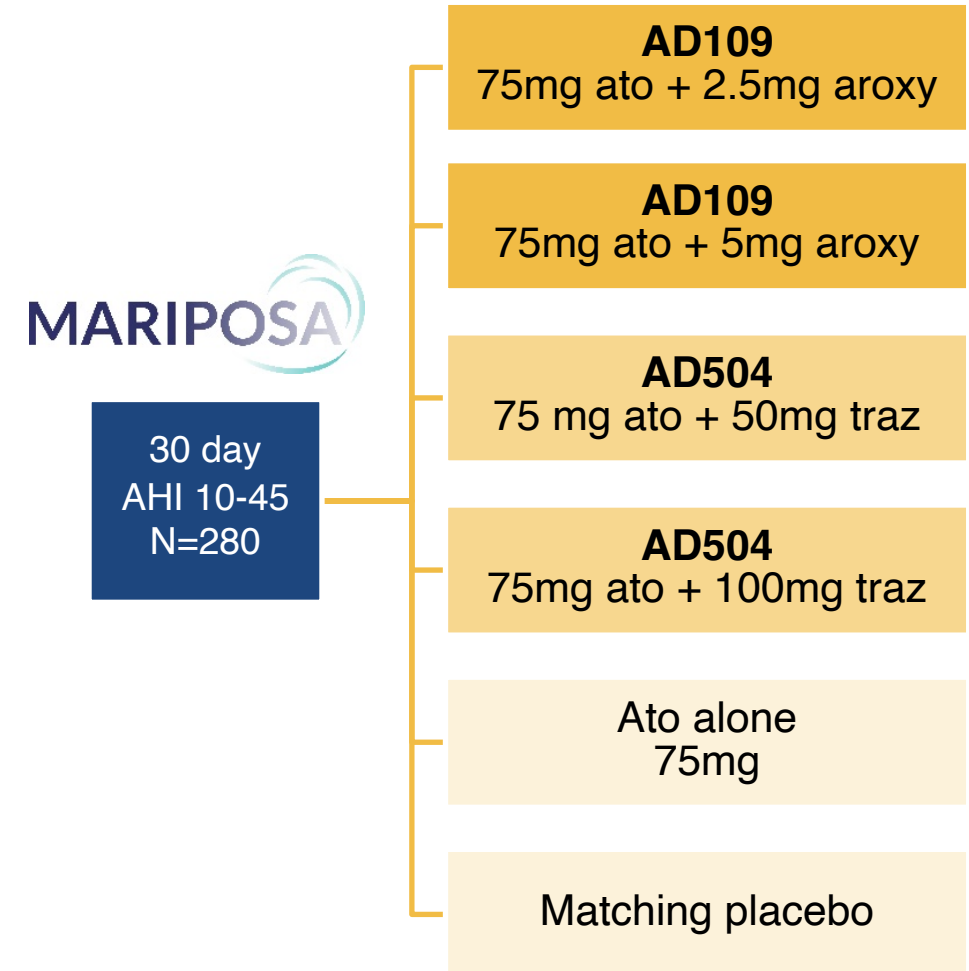 MARIPOSA
30 day
AHI 10-45
N=280
AD109
75mg ato + 2.5mg aroxy
AD109
75mg ato + 5mg aroxy
AD504
75 mg ato + 50mg traz
AD504
75mg ato + 100mg traz
Ato alone
75mg
Matching placebo